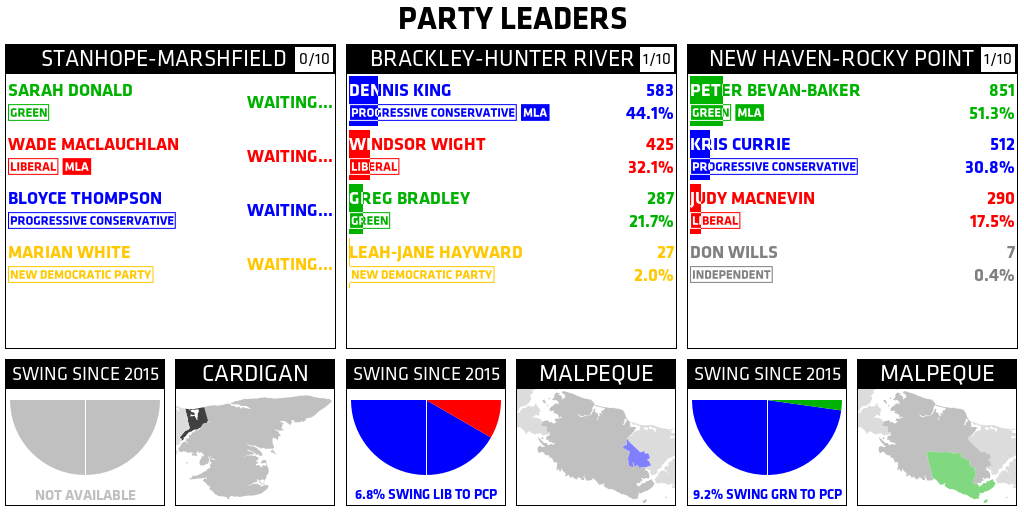 PARTY LEADERS
STANHOPE-MARSHFIELD 0/10
SARAH DONALD
GREEN
WAITING...
WADE MACLAUCHLAN
LIBERAL MLA
WAITING...
BLOYCE THOMPSON
PROGRESSIVE CONSERVATIVE
WAITING...
MARIAN WHITE
NEW DEMOCRATIC PARTY
WAITING...
BRACKLEY-HUNTER RIVER 1/10
DENNIS KING 583
PROGRESSIVE CONSERVATIVE MLA 44.1%
WINDSOR WIGHT 425
LIBERAL 32.1%
GREG BRADLEY 287
GREEN 21.7%
LEAH-JANE HAYWARD 27
NEW DEMOCRATIC PARTY 2.0%
NEW HAVEN-ROCKY POINT 1/10
PETER BEVAN-BAKER 851
GREEN MLA 51.3%
KRIS CURRIE 512
PROGRESSIVE CONSERVATIVE 30.8%
JUDY MACNEVIN 290
LIBERAL 17.5%
DON WILLS 7
INDEPENDENT 0.4%
SWING SINCE 2015
NOT AVAILABLE
CARDIGAN
SWING SINCE 2015
6.8% SWING LIB TO PCP
MALPEQUE
SWING SINCE 2015
9.2% SWING GRN TO PCP
MALPEQUE